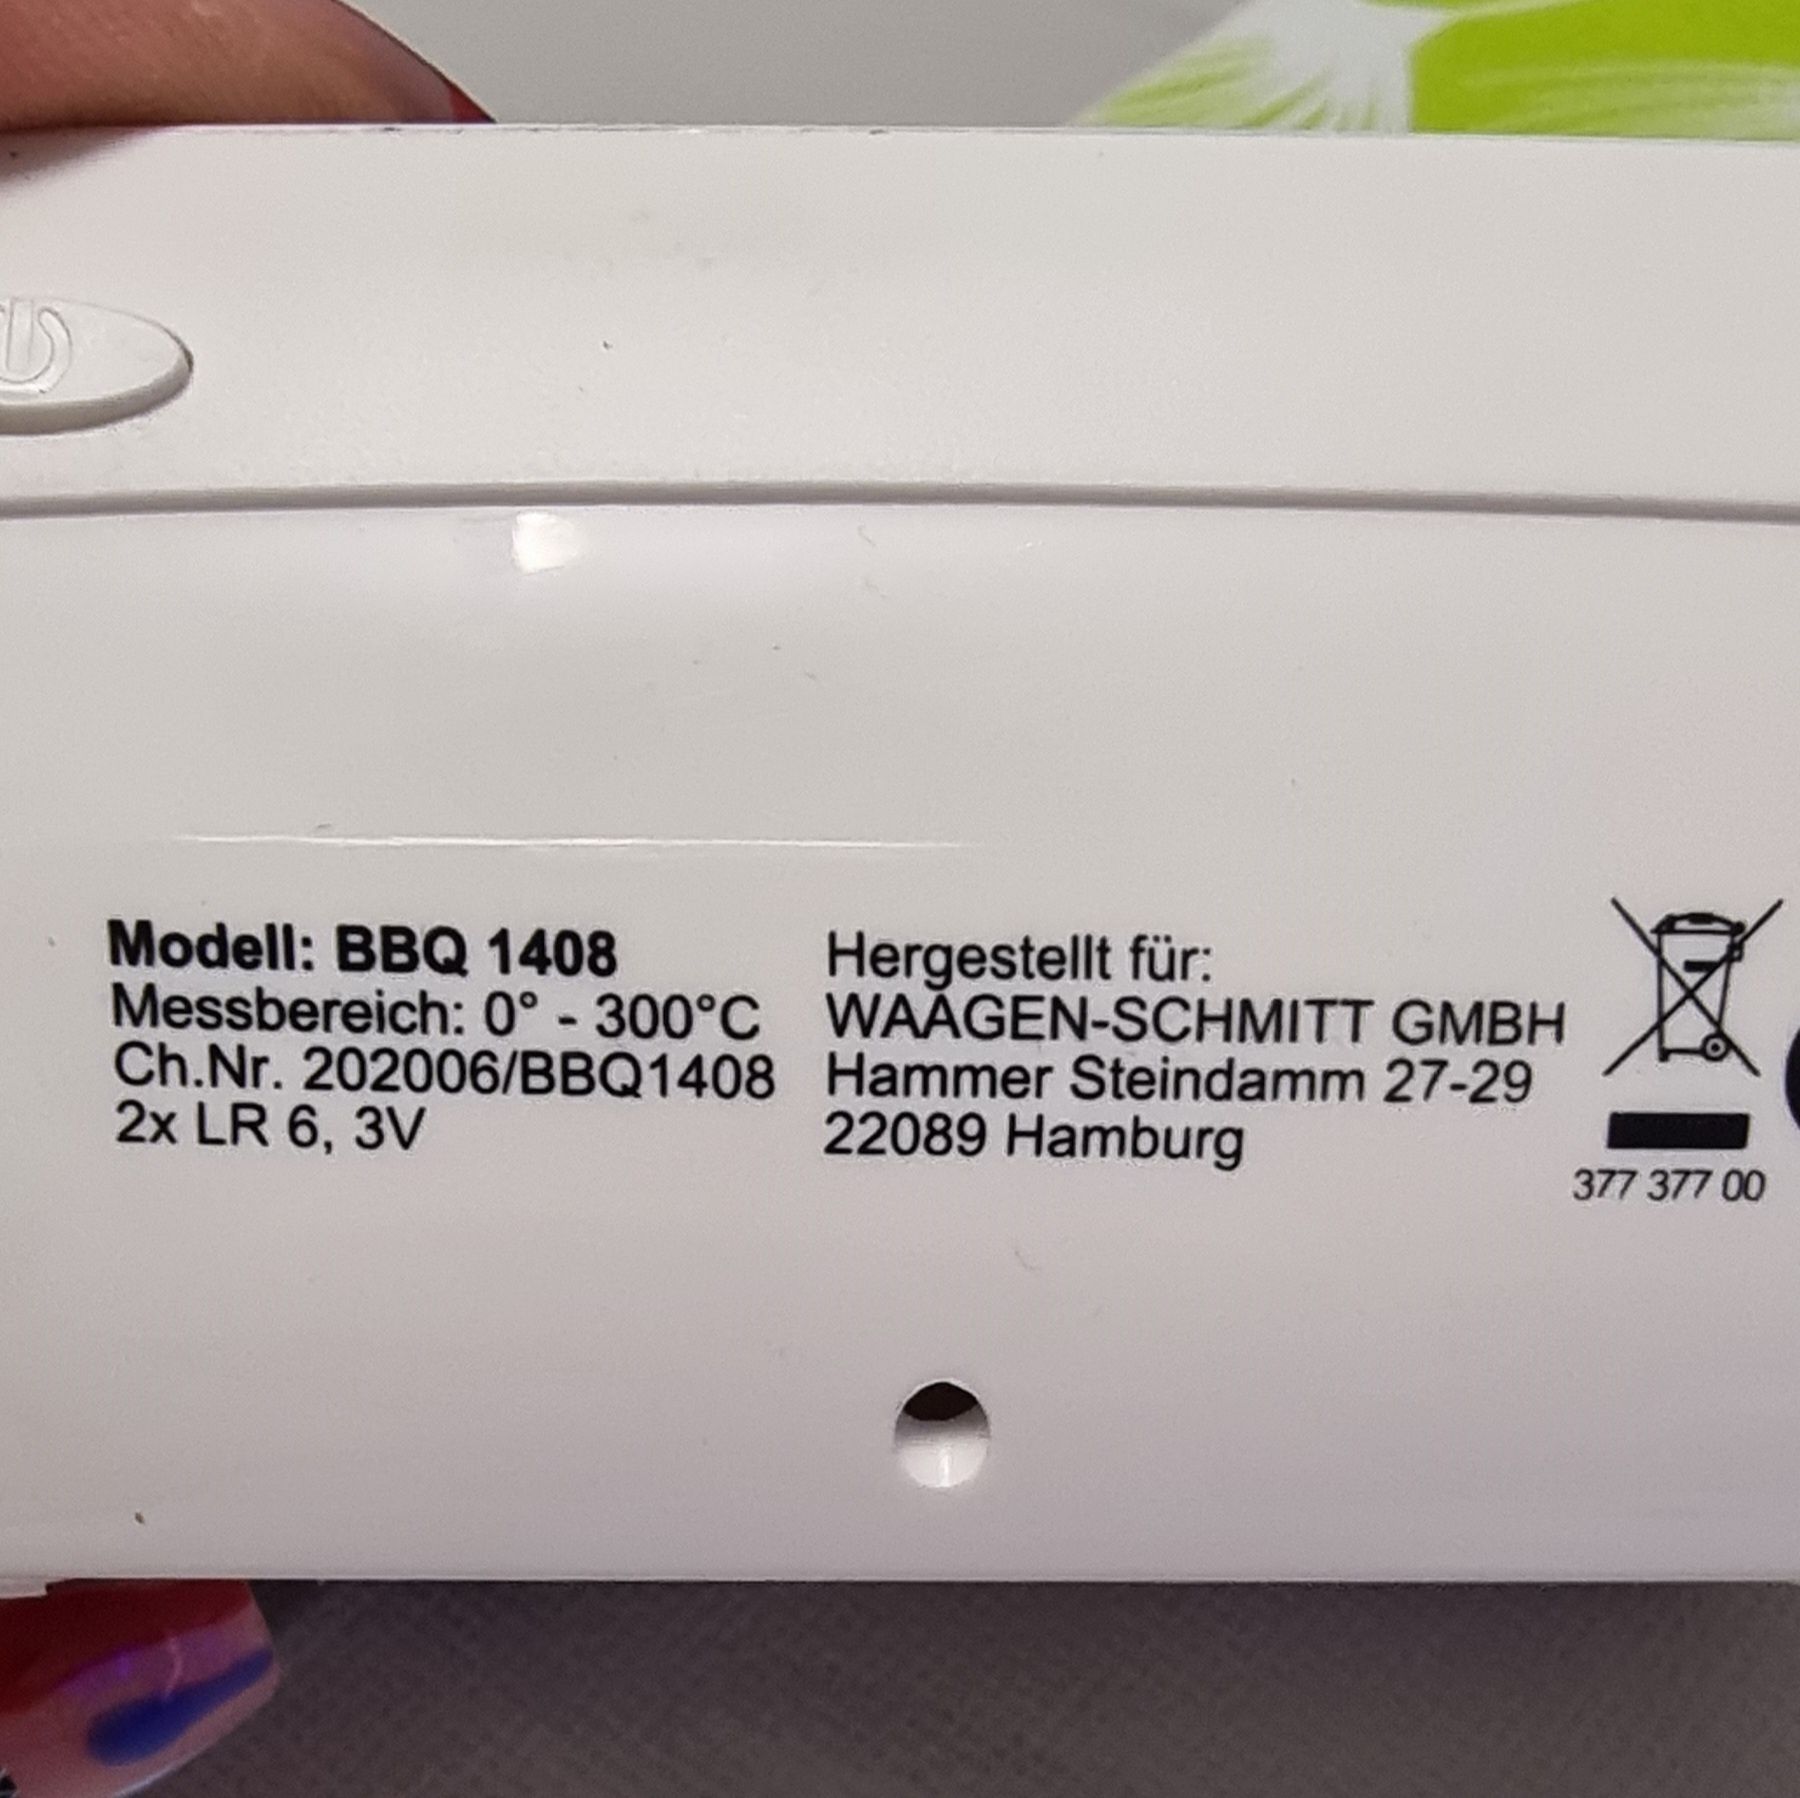 Modell: BBQ 1408
Messbereich: 0° - 300°C
Ch.Nr. 202006/BBQ1408
2x LR 6, 3V
Hergestellt für:
WAAGEN-SCHMITT GMBH
Hammer Steindamm 27-29
22089 Hamburg
377 377 00